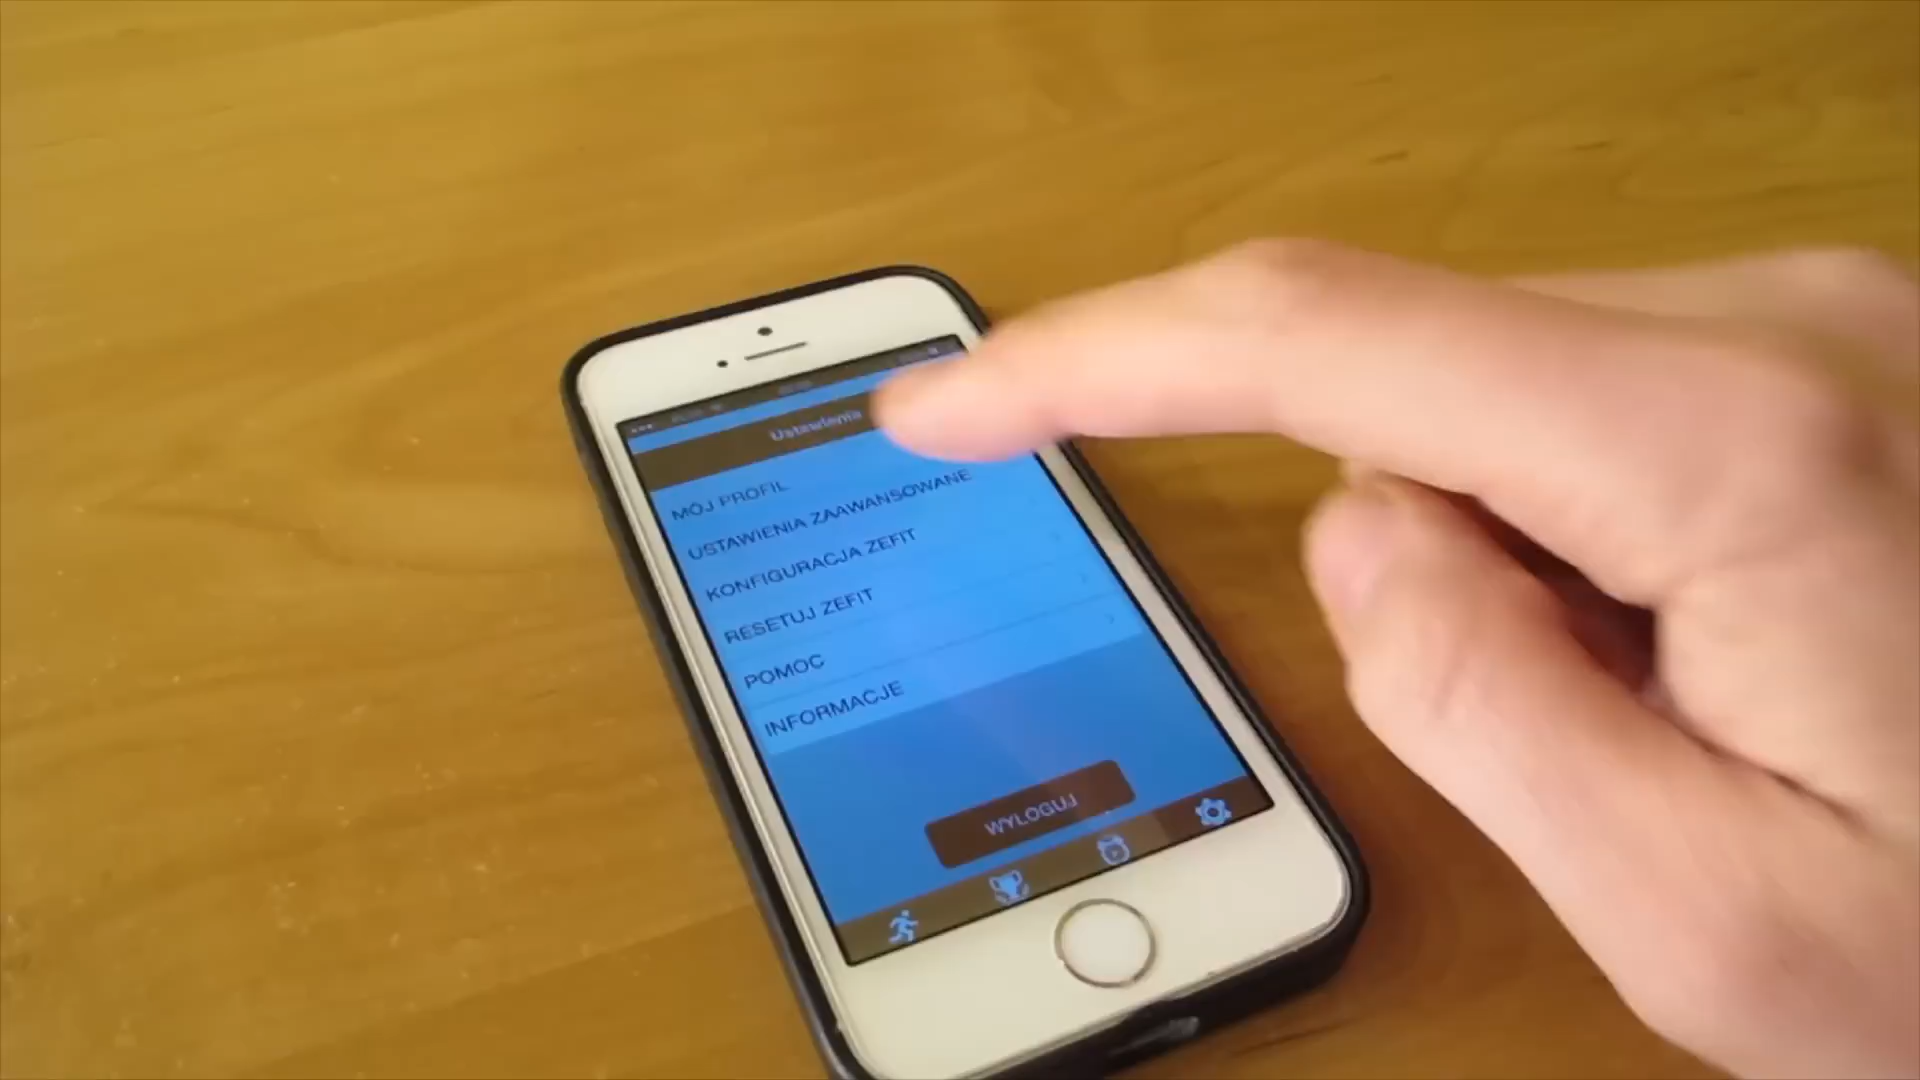 Ustawienia
MÓJ PROFIL
USTAWIENIA ZAAWANSOWANE
KONFIGURACJA ZEFIT
RESETUJ ZEFIT
POMOC
INFORMACJE
WYLOGUJ